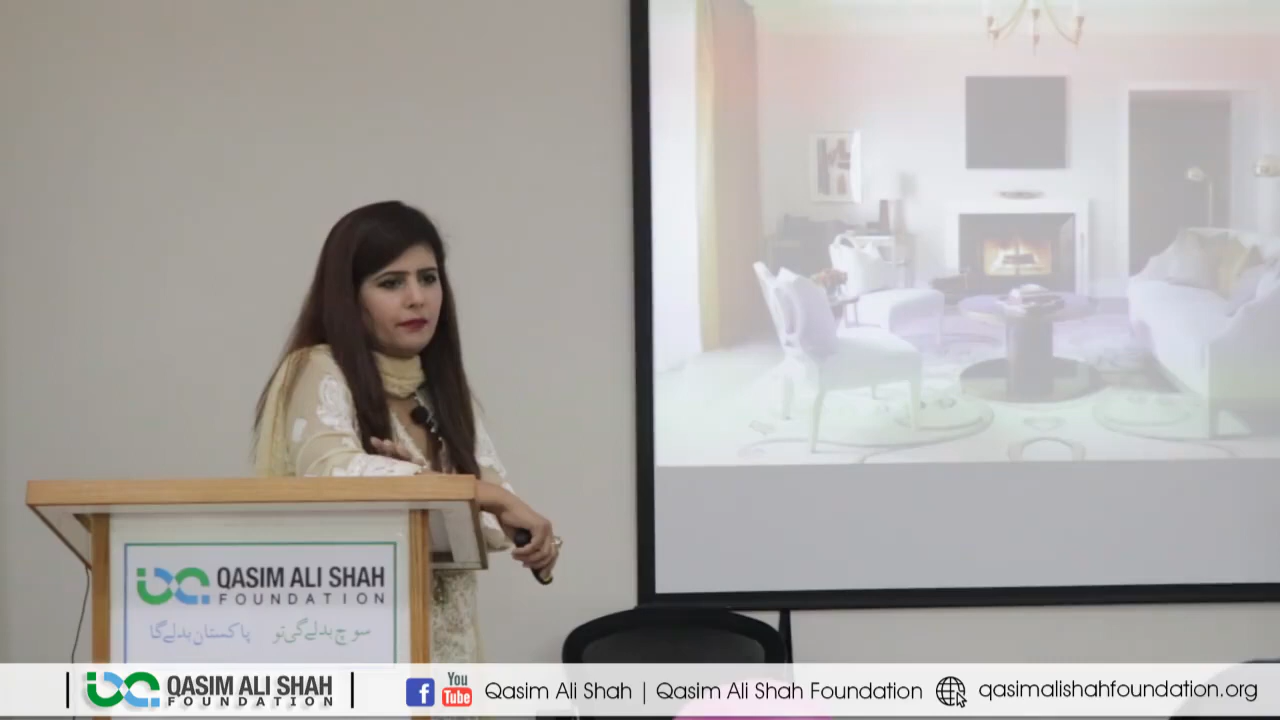 QASIM ALI SHAH
FOUNDATION
سوچ بدلے گی تو پاکستان بدلے گا
QASIM ALI SHAH
FOUNDATION
f You Tube Qasim Ali Shah | Qasim Ali Shah Foundation qasimalishahfoundation.org